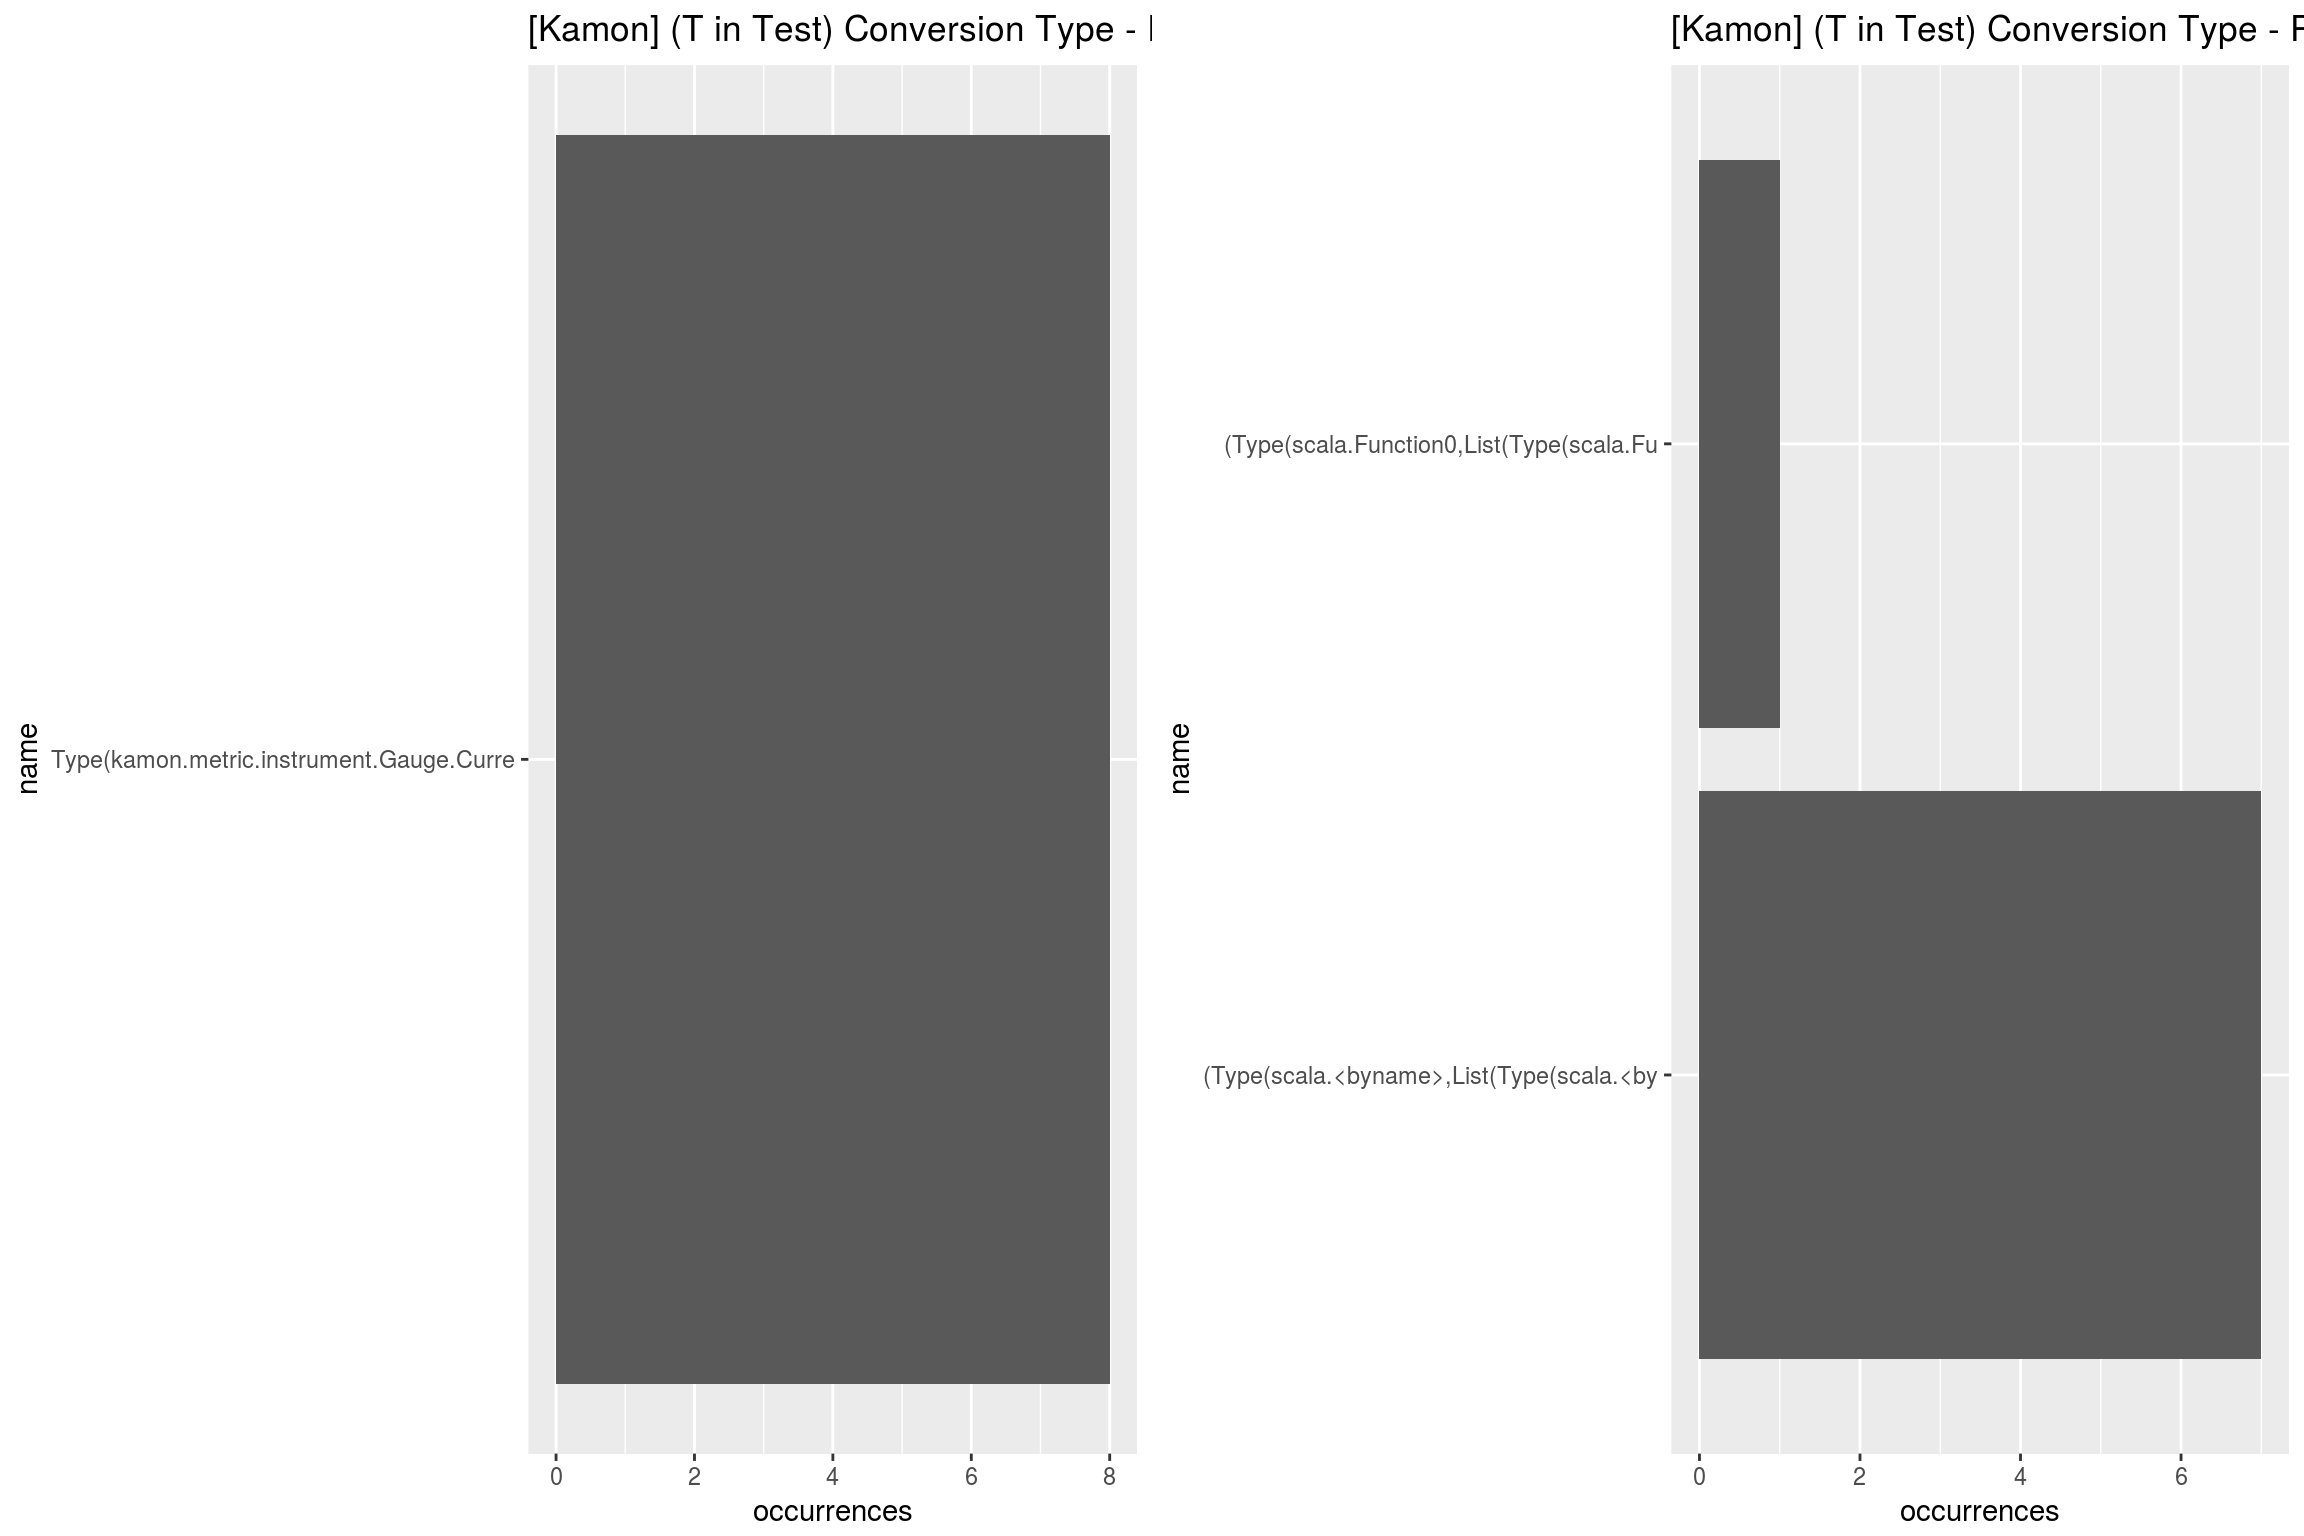 [Kamon] (T in Test) Conversion Type -
name
Type(kamon.metric.instrument.Gauge.Curre
0 2 4 6 8
occurrences
[Kamon] (T in Test) Conversion Type - P
name
(Type(scala.Function0,List(Type(scala.Fu
(Type(scala.<byname>,List(Type(scala.<by
0 2 4 6
occurrences